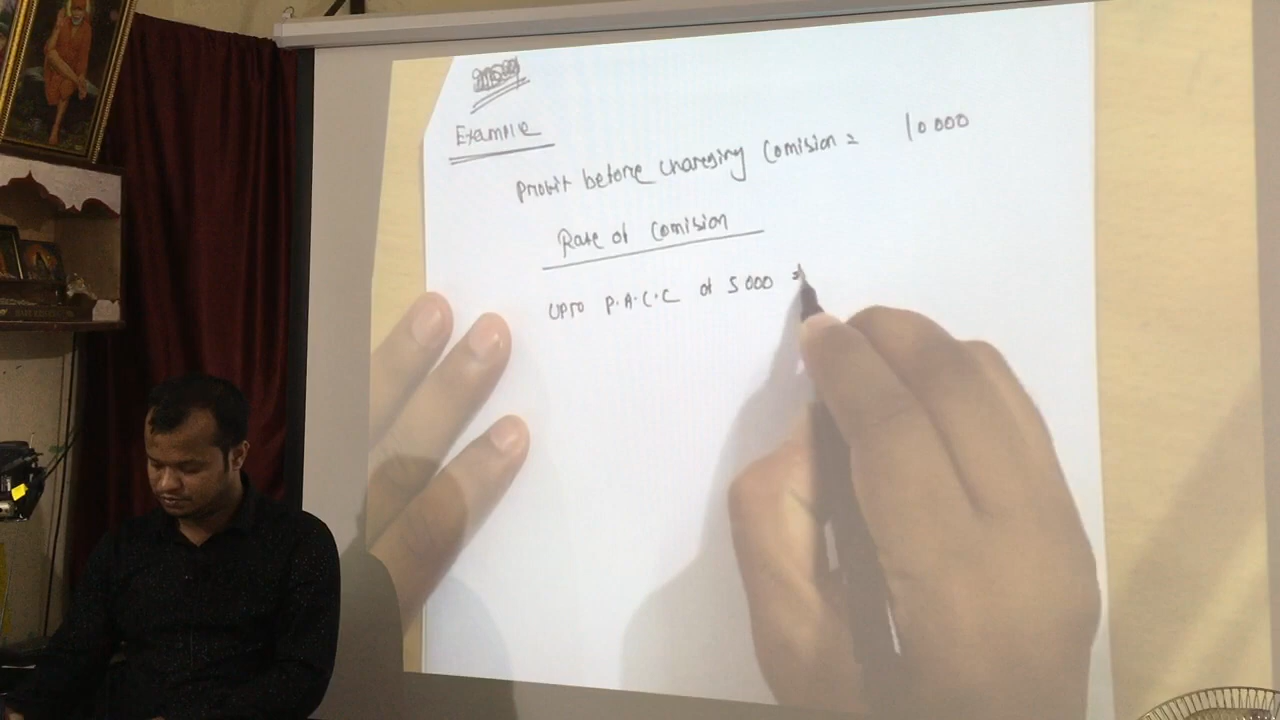 Example
Profit before charging Comision = 10000
Rate of Comision
upto P.A.C.C of 5000